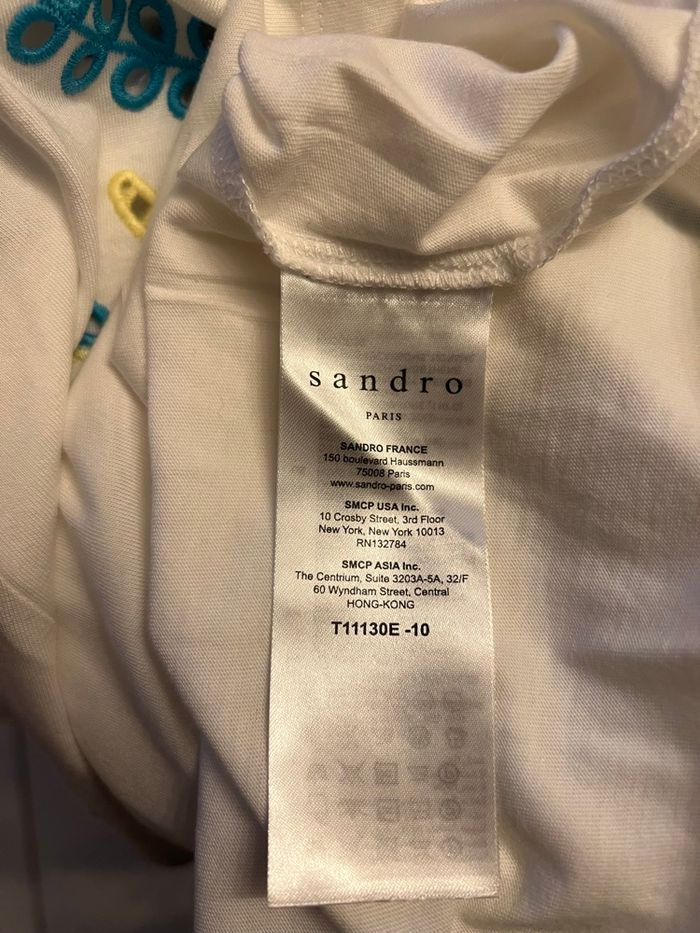 sandro
PARIS
SANDRO FRANCE
150 boulevard Haussmann
75008 Paris
www.sandro-paris.com
SMCP USA Inc.
10 Crosby Street, 3rd Floor
New York, New York 10013
RN132784
SMCP ASIA Inc.
The Centrium, Suite 3203A-5A, 32/F
60 Wyndham Street, Central
HONG-KONG
T11130E -10